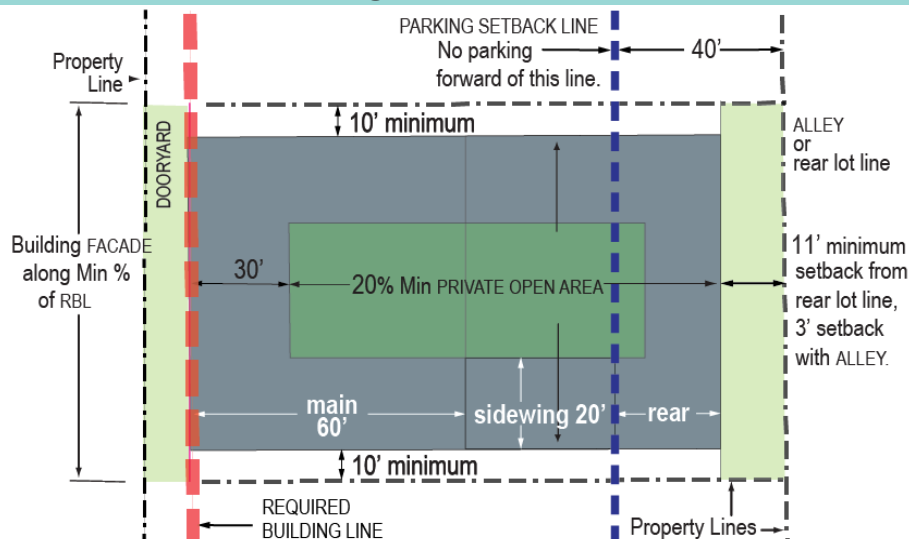 PARKING SETBACK LINE
No parking
forward of this line.
40'
Property
Line
10' minimum
DOORYARD
ALLEY
or
rear lot line
Building FACADE
along Min %
of RBL
30'
20% Min PRIVATE OPEN AREA
11' minimum
setback from
rear lot line,
3' setback
with ALLEY.
main
60'
sidewing 20'
rear
10' minimum
REQUIRED
BUILDING LINE
Property Lines